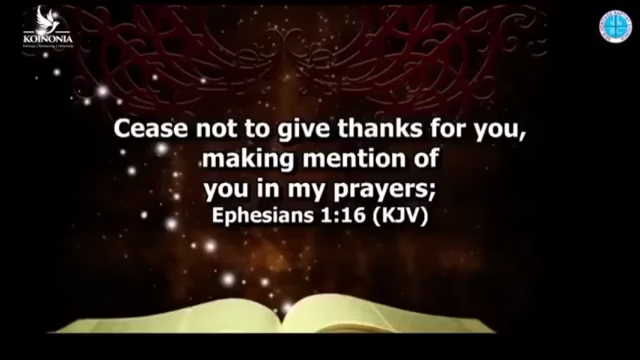 KOINONIA
Cease not to give thanks for you,
making mention of
you in my prayers;
Ephesians 1:16 (KJV)